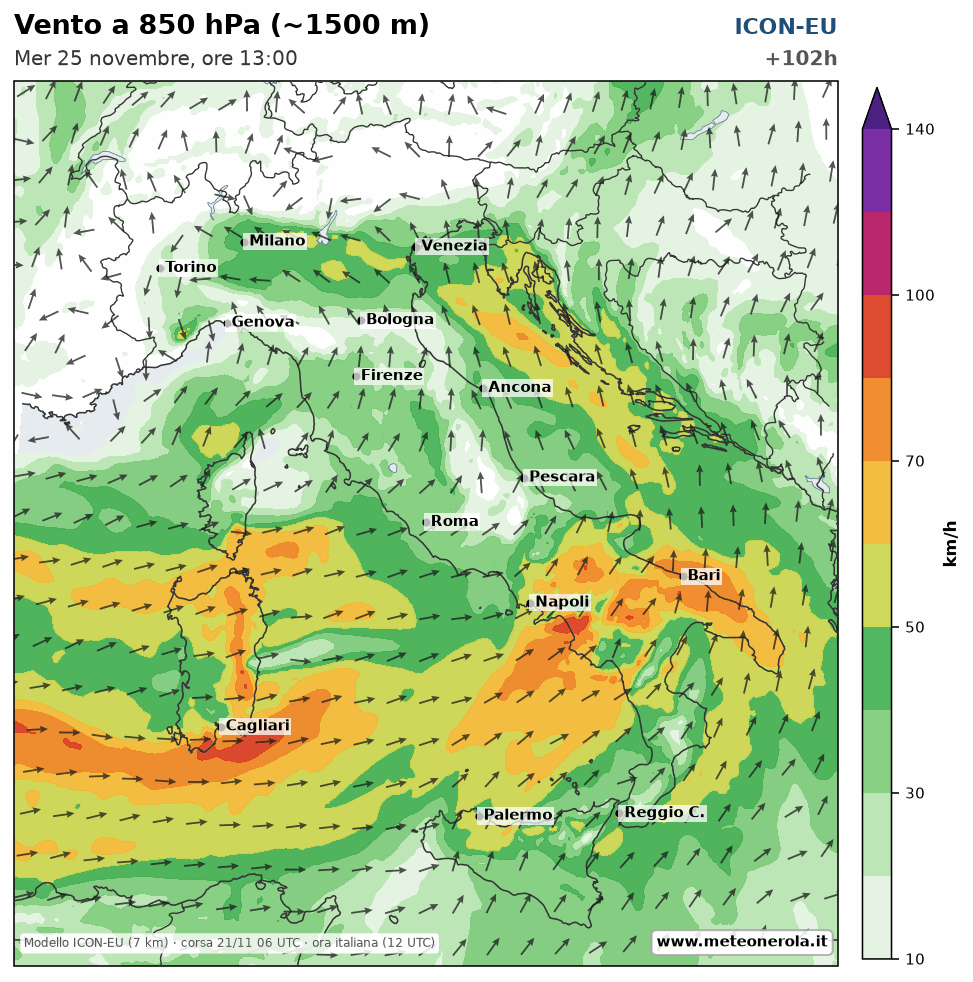 Vento a 850 hPa (~1500 m)
ICON-EU
Mer 25 novembre, ore 13:00
+102h
140
Milano
Venezia
Torino
100
Genova
Bologna
Firenze
Ancona
70
Pescara
Roma
km/h
Bari
Napoli
50
Cagliari
30
Palermo
Reggio C.
Modello ICON-EU (7 km) · corsa 21/11 06 UTC · ora italiana (12 UTC)
www.meteonerola.it
10